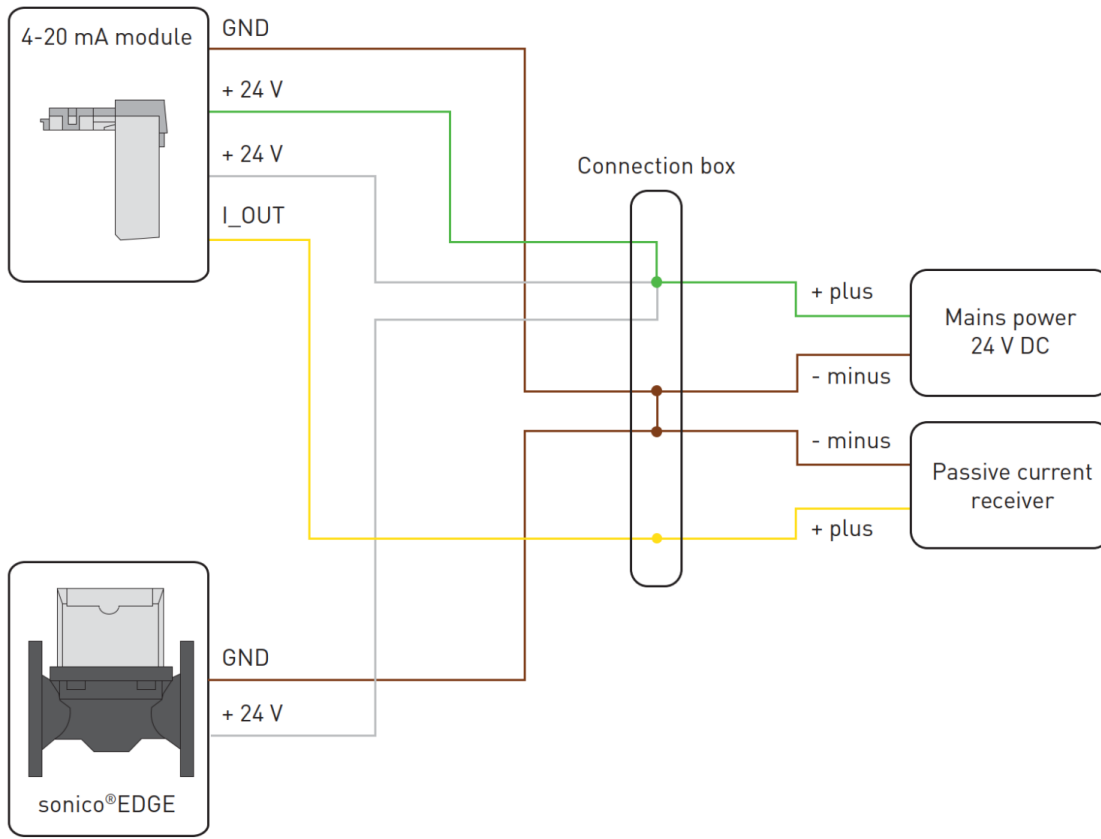 4-20 mA module
GND
+ 24 V
+ 24 V
I_OUT
Connection box
+ plus
Mains power
24 V DC
- minus
- minus
Passive current
receiver
+ plus
GND
+ 24 V
sonico®EDGE